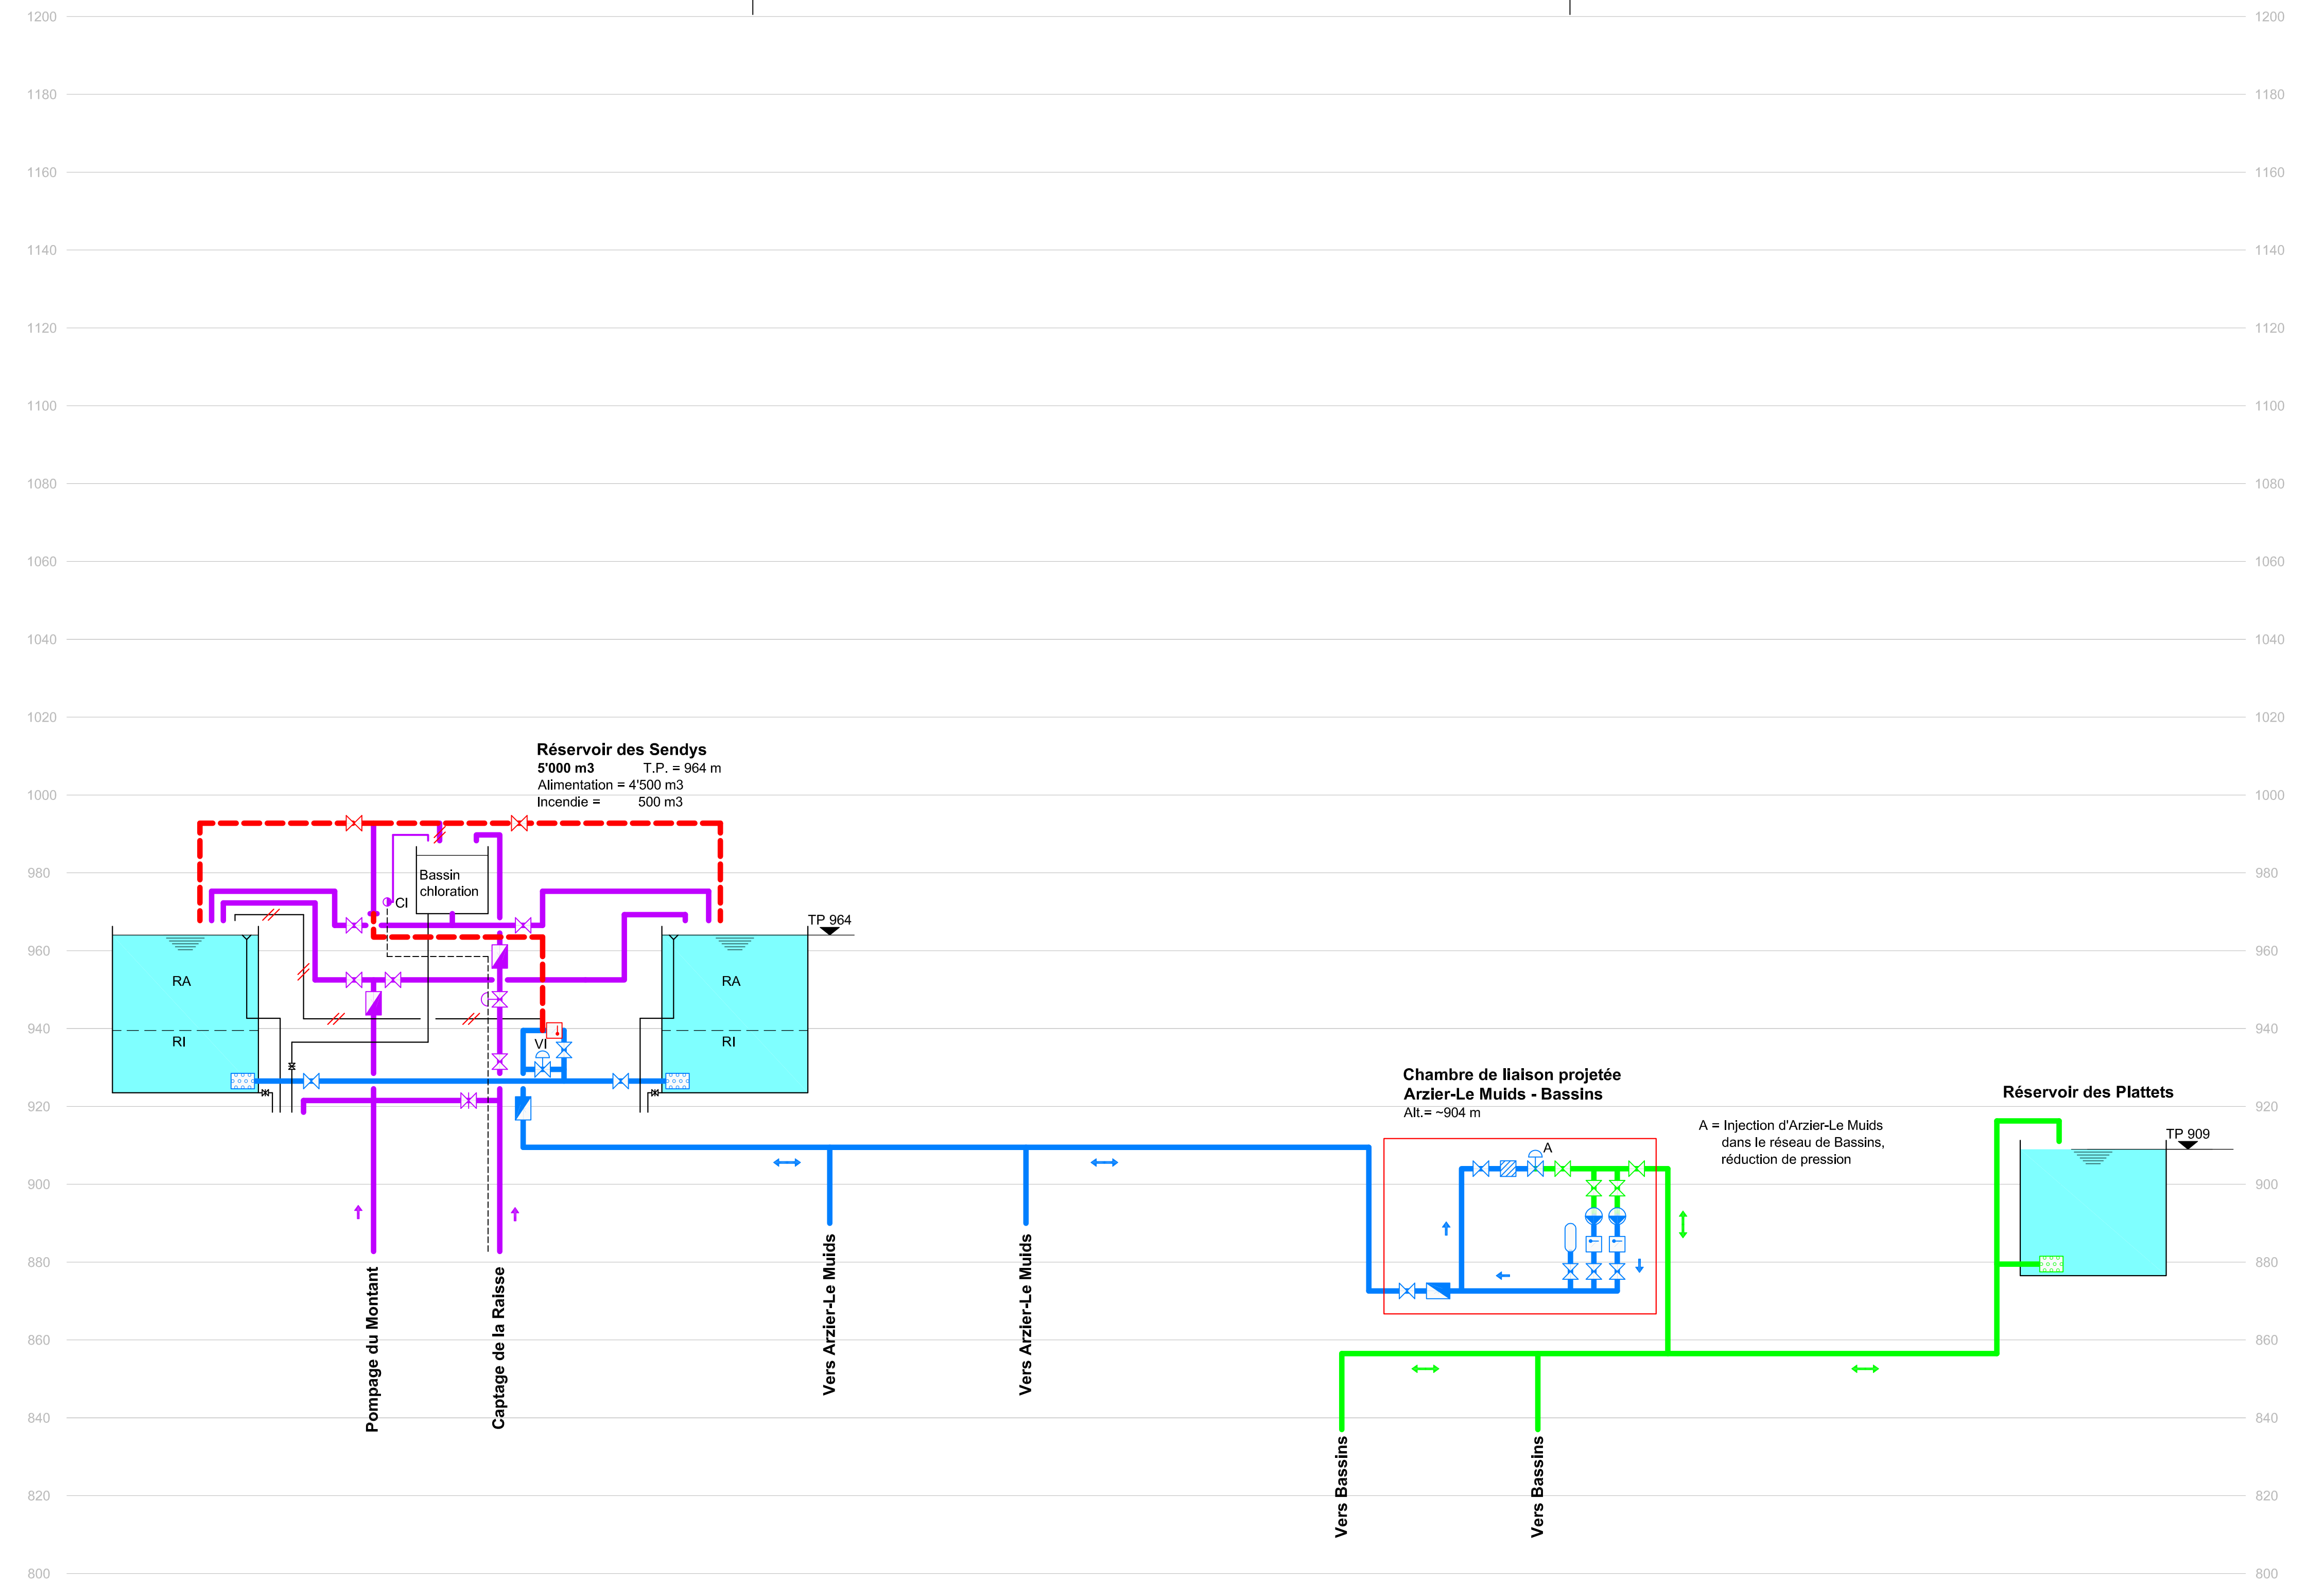 1200 1200
1180 1180
1160 1160
1140 1140
1120 1120
1100 1100
1080 1080
1060 1060
1040 1040
1020 1020
Réservoir des Sendys
5'000 m3 T.P. = 964 m
Alimentation = 4'500 m3
1000 1000
Incendie = 500 m3
980 980
Bassin
chloration
Cl
TP 964
960 960
RA RA
940 940
RI VI RI
Chambre de liaison projetée
Arzier-Le Muids - Bassins
Alt.= ~904 m
Réservoir des Plattets
920 920
A = Injection d'Arzier-Le Muids
dans le réseau de Bassins,
réduction de pression
TP 909
A
900 900
880 880
Pompage du Montant
Captage de la Raisse
Vers Arzier-Le Muids
Vers Arzier-Le Muids
860 860
840 840
Vers Bassins
Vers Bassins
820 820
800 800